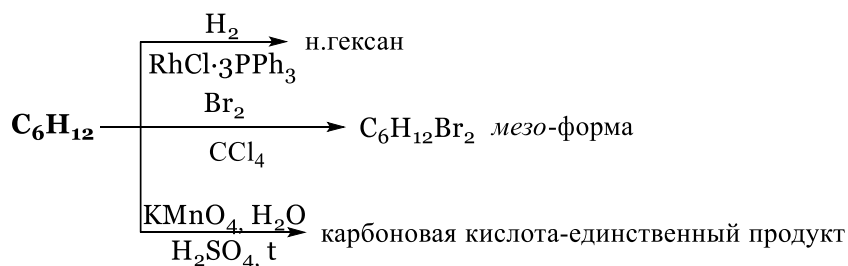 H₂
н.гексан
RhCl·3PPh₃
Br₂
C₆H₁₂
C₆H₁₂Br₂ мезо-форма
CCl₄
KMnO₄, H₂O
карбоновая кислота-единственный продукт
H₂SO₄, t